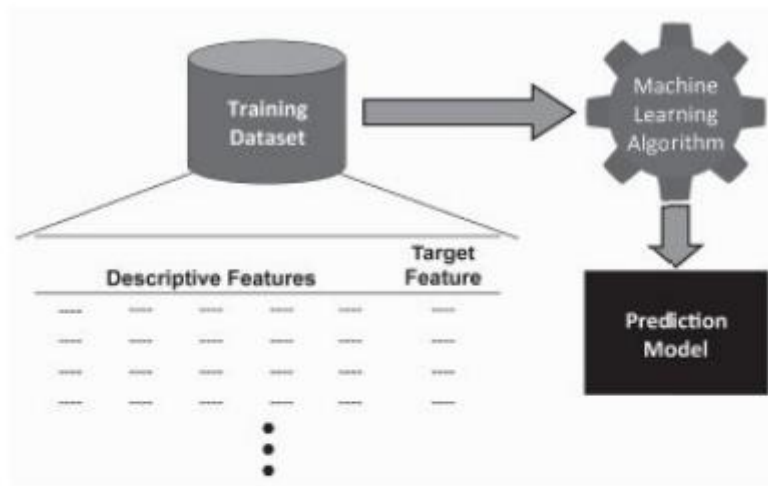 Training
Dataset
Machine
Learning
Algorithm
Descriptive Features
Target
Feature
---- ---- ---- ---- ---- ----
---- ---- ---- ---- ---- ----
---- ---- ---- ---- ---- ----
---- ---- ---- ---- ---- ----
Prediction
Model